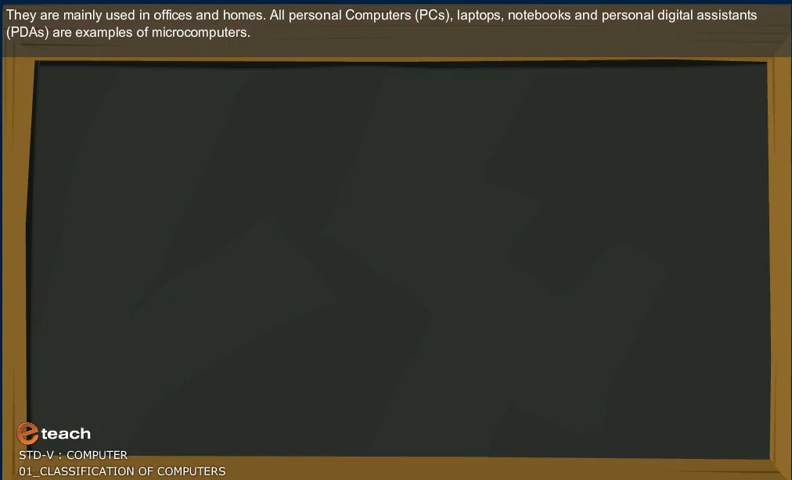 They are mainly used in offices and homes. All personal Computers (PCs), laptops, notebooks and personal digital assistants
(PDAs) are examples of microcomputers.
eteach
STD-V : COMPUTER
01_CLASSIFICATION OF COMPUTERS